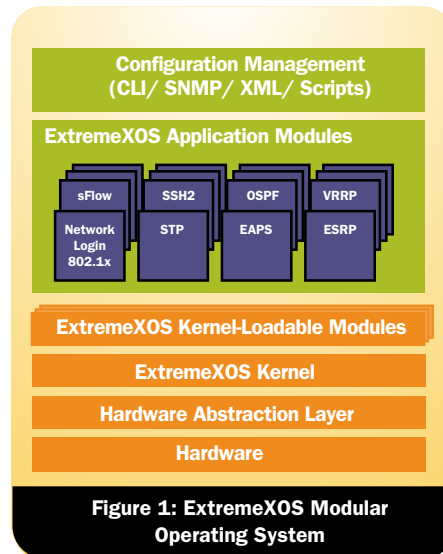 Configuration Management
(CLI/ SNMP/ XML/ Scripts)
ExtremeXOS Application Modules
sFlow
SSH2
OSPF
VRRP
Network
Login
802.1x
STP
EAPS
ESRP
ExtremeXOS Kernel-Loadable Modules
ExtremeXOS Kernel
Hardware Abstraction Layer
Hardware
Figure 1: ExtremeXOS Modular
Operating System